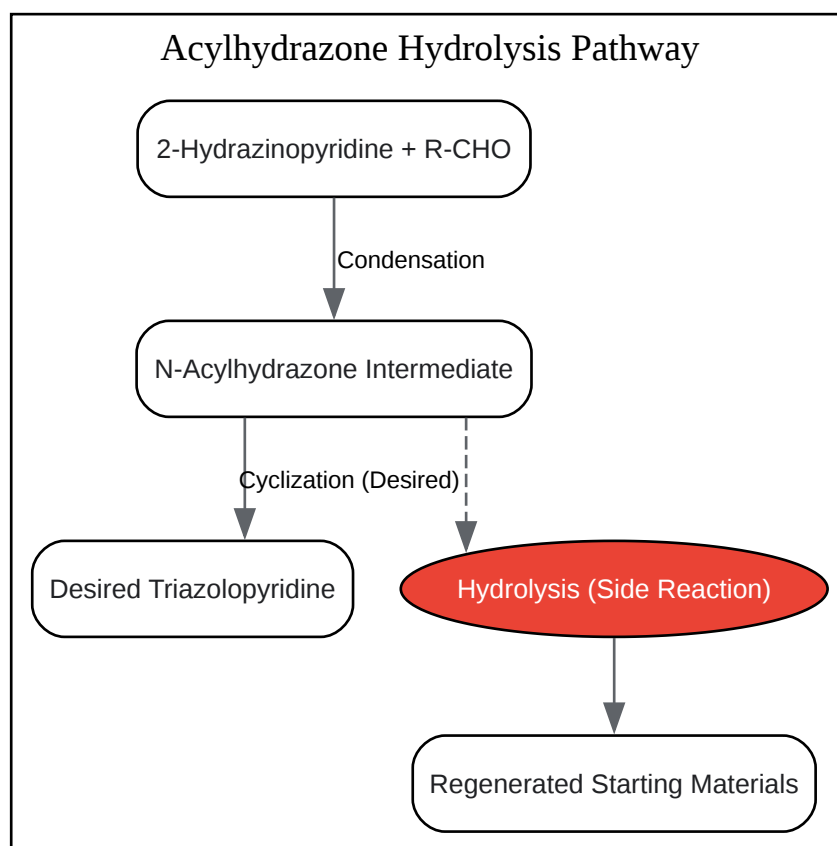 Acylhydrazone Hydrolysis Pathway
2-Hydrazinopyridine + R-CHO
Condensation
N-Acylhydrazone Intermediate
Cyclization (Desired)
Desired Triazolopyridine
Hydrolysis (Side Reaction)
Regenerated Starting Materials